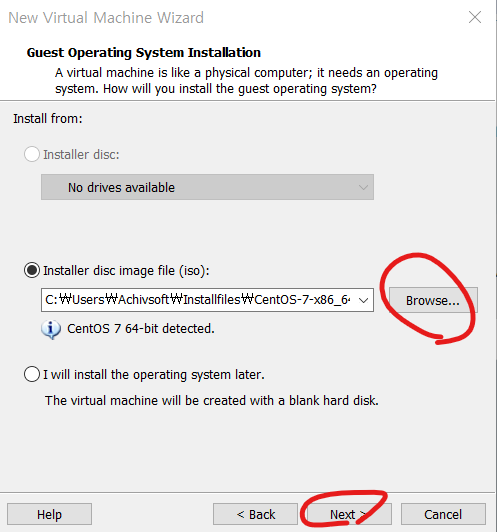 New Virtual Machine Wizard
Guest Operating System Installation
A virtual machine is like a physical computer; it needs an operating
system. How will you install the guest operating system?
Install from:
Installer disc:
No drives available
Installer disc image file (iso):
C:₩Users₩Achivsoft₩Installfiles₩CentOS-7-x86_64
Browse...
CentOS 7 64-bit detected.
I will install the operating system later.
The virtual machine will be created with a blank hard disk.
Help
< Back
Next >
Cancel